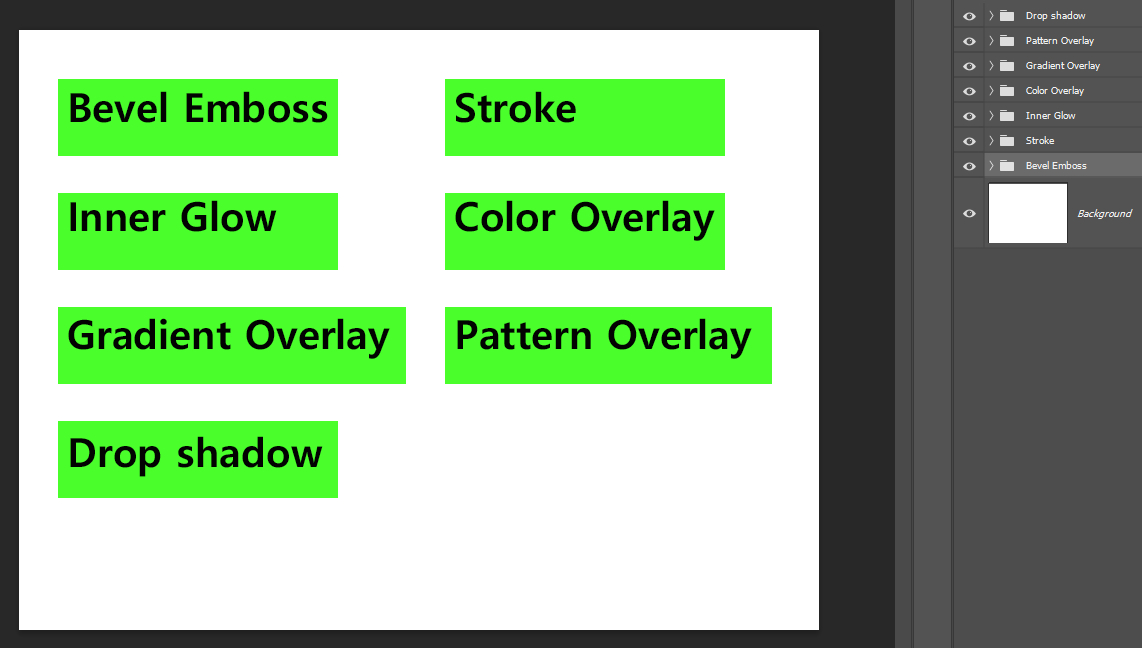 Bevel Emboss
Stroke
Inner Glow
Color Overlay
Gradient Overlay
Pattern Overlay
Drop shadow
Drop shadow
Pattern Overlay
Gradient Overlay
Color Overlay
Inner Glow
Stroke
Bevel Emboss
Background